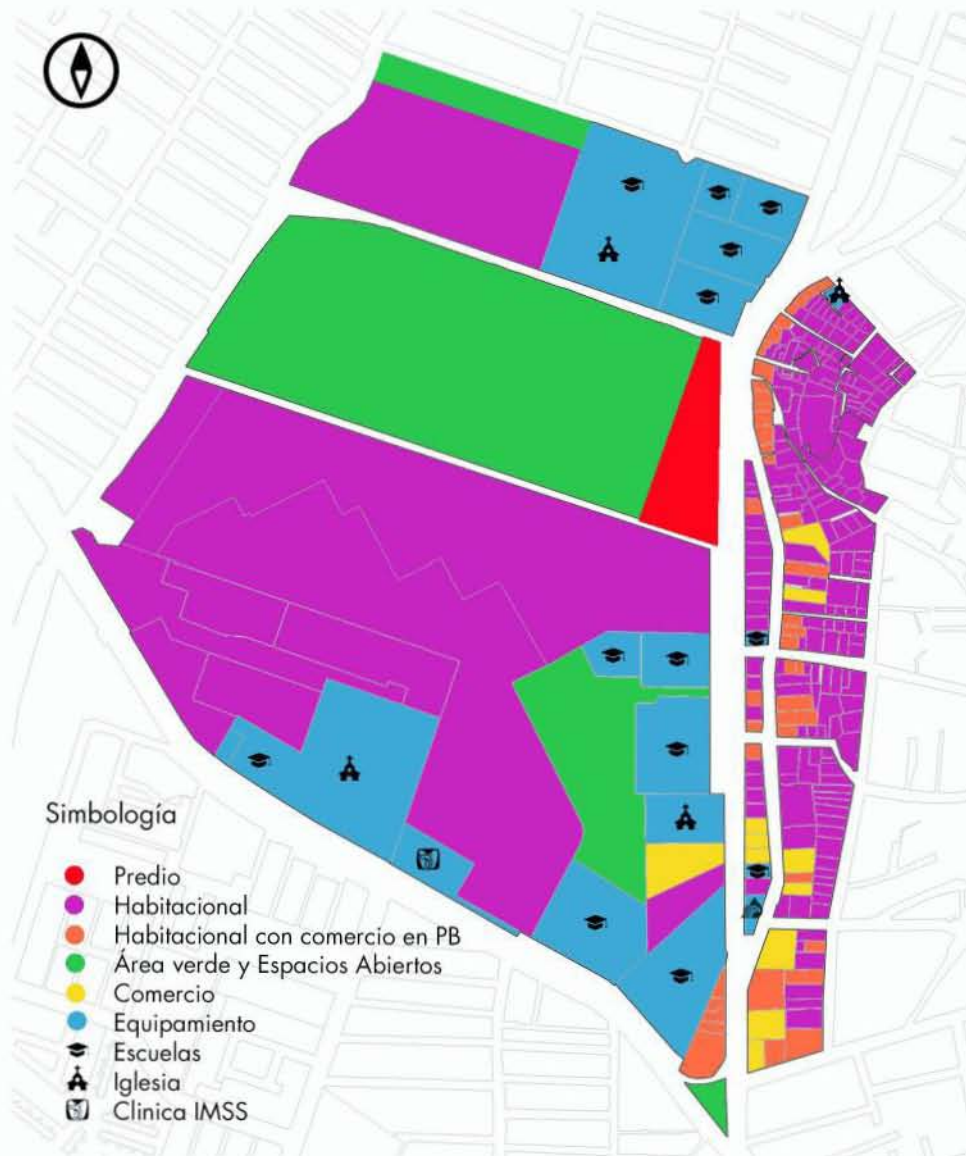 Simbología
Predio
Habitacional
Habitacional con comercio en PB
Área verde y Espacios Abiertos
Comercio
Equipamiento
Escuelas
Iglesia
Clinica IMSS